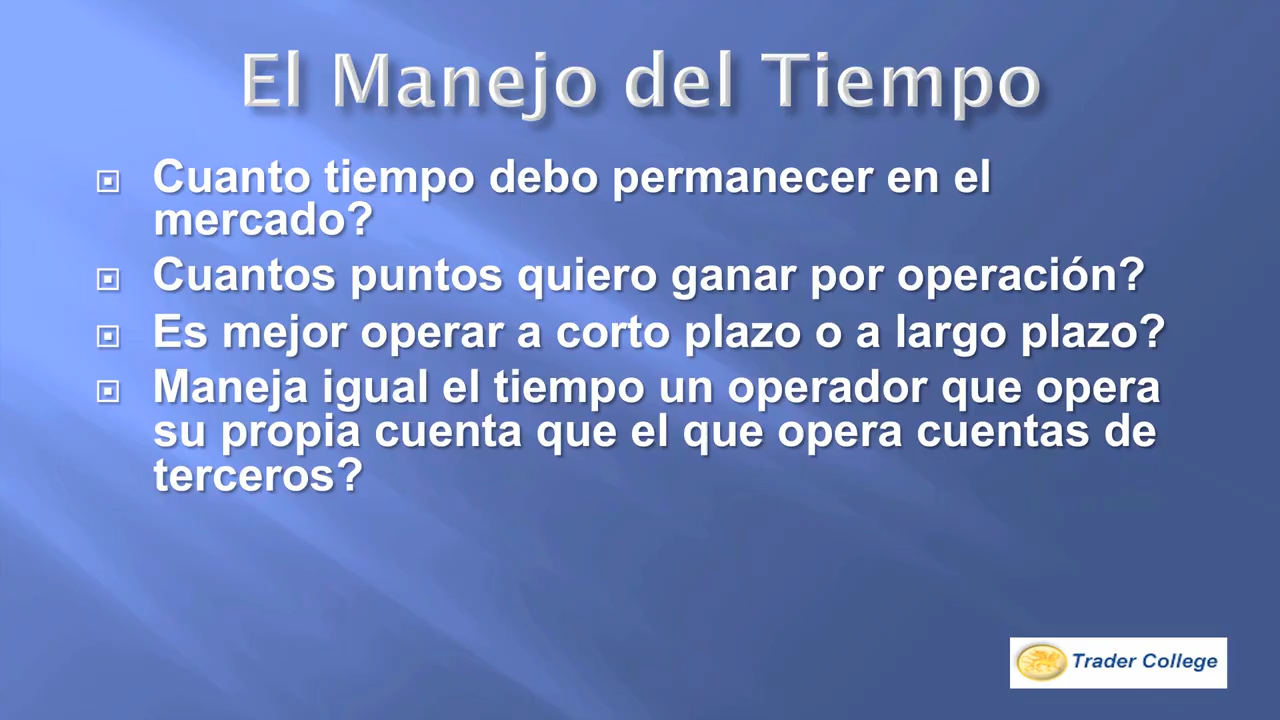 El Manejo del Tiempo
Cuanto tiempo debo permanecer en el
mercado?
Cuantos puntos quiero ganar por operación?
Es mejor operar a corto plazo o a largo plazo?
Maneja igual el tiempo un operador que opera
su propia cuenta que el que opera cuentas de
terceros?
Trader College